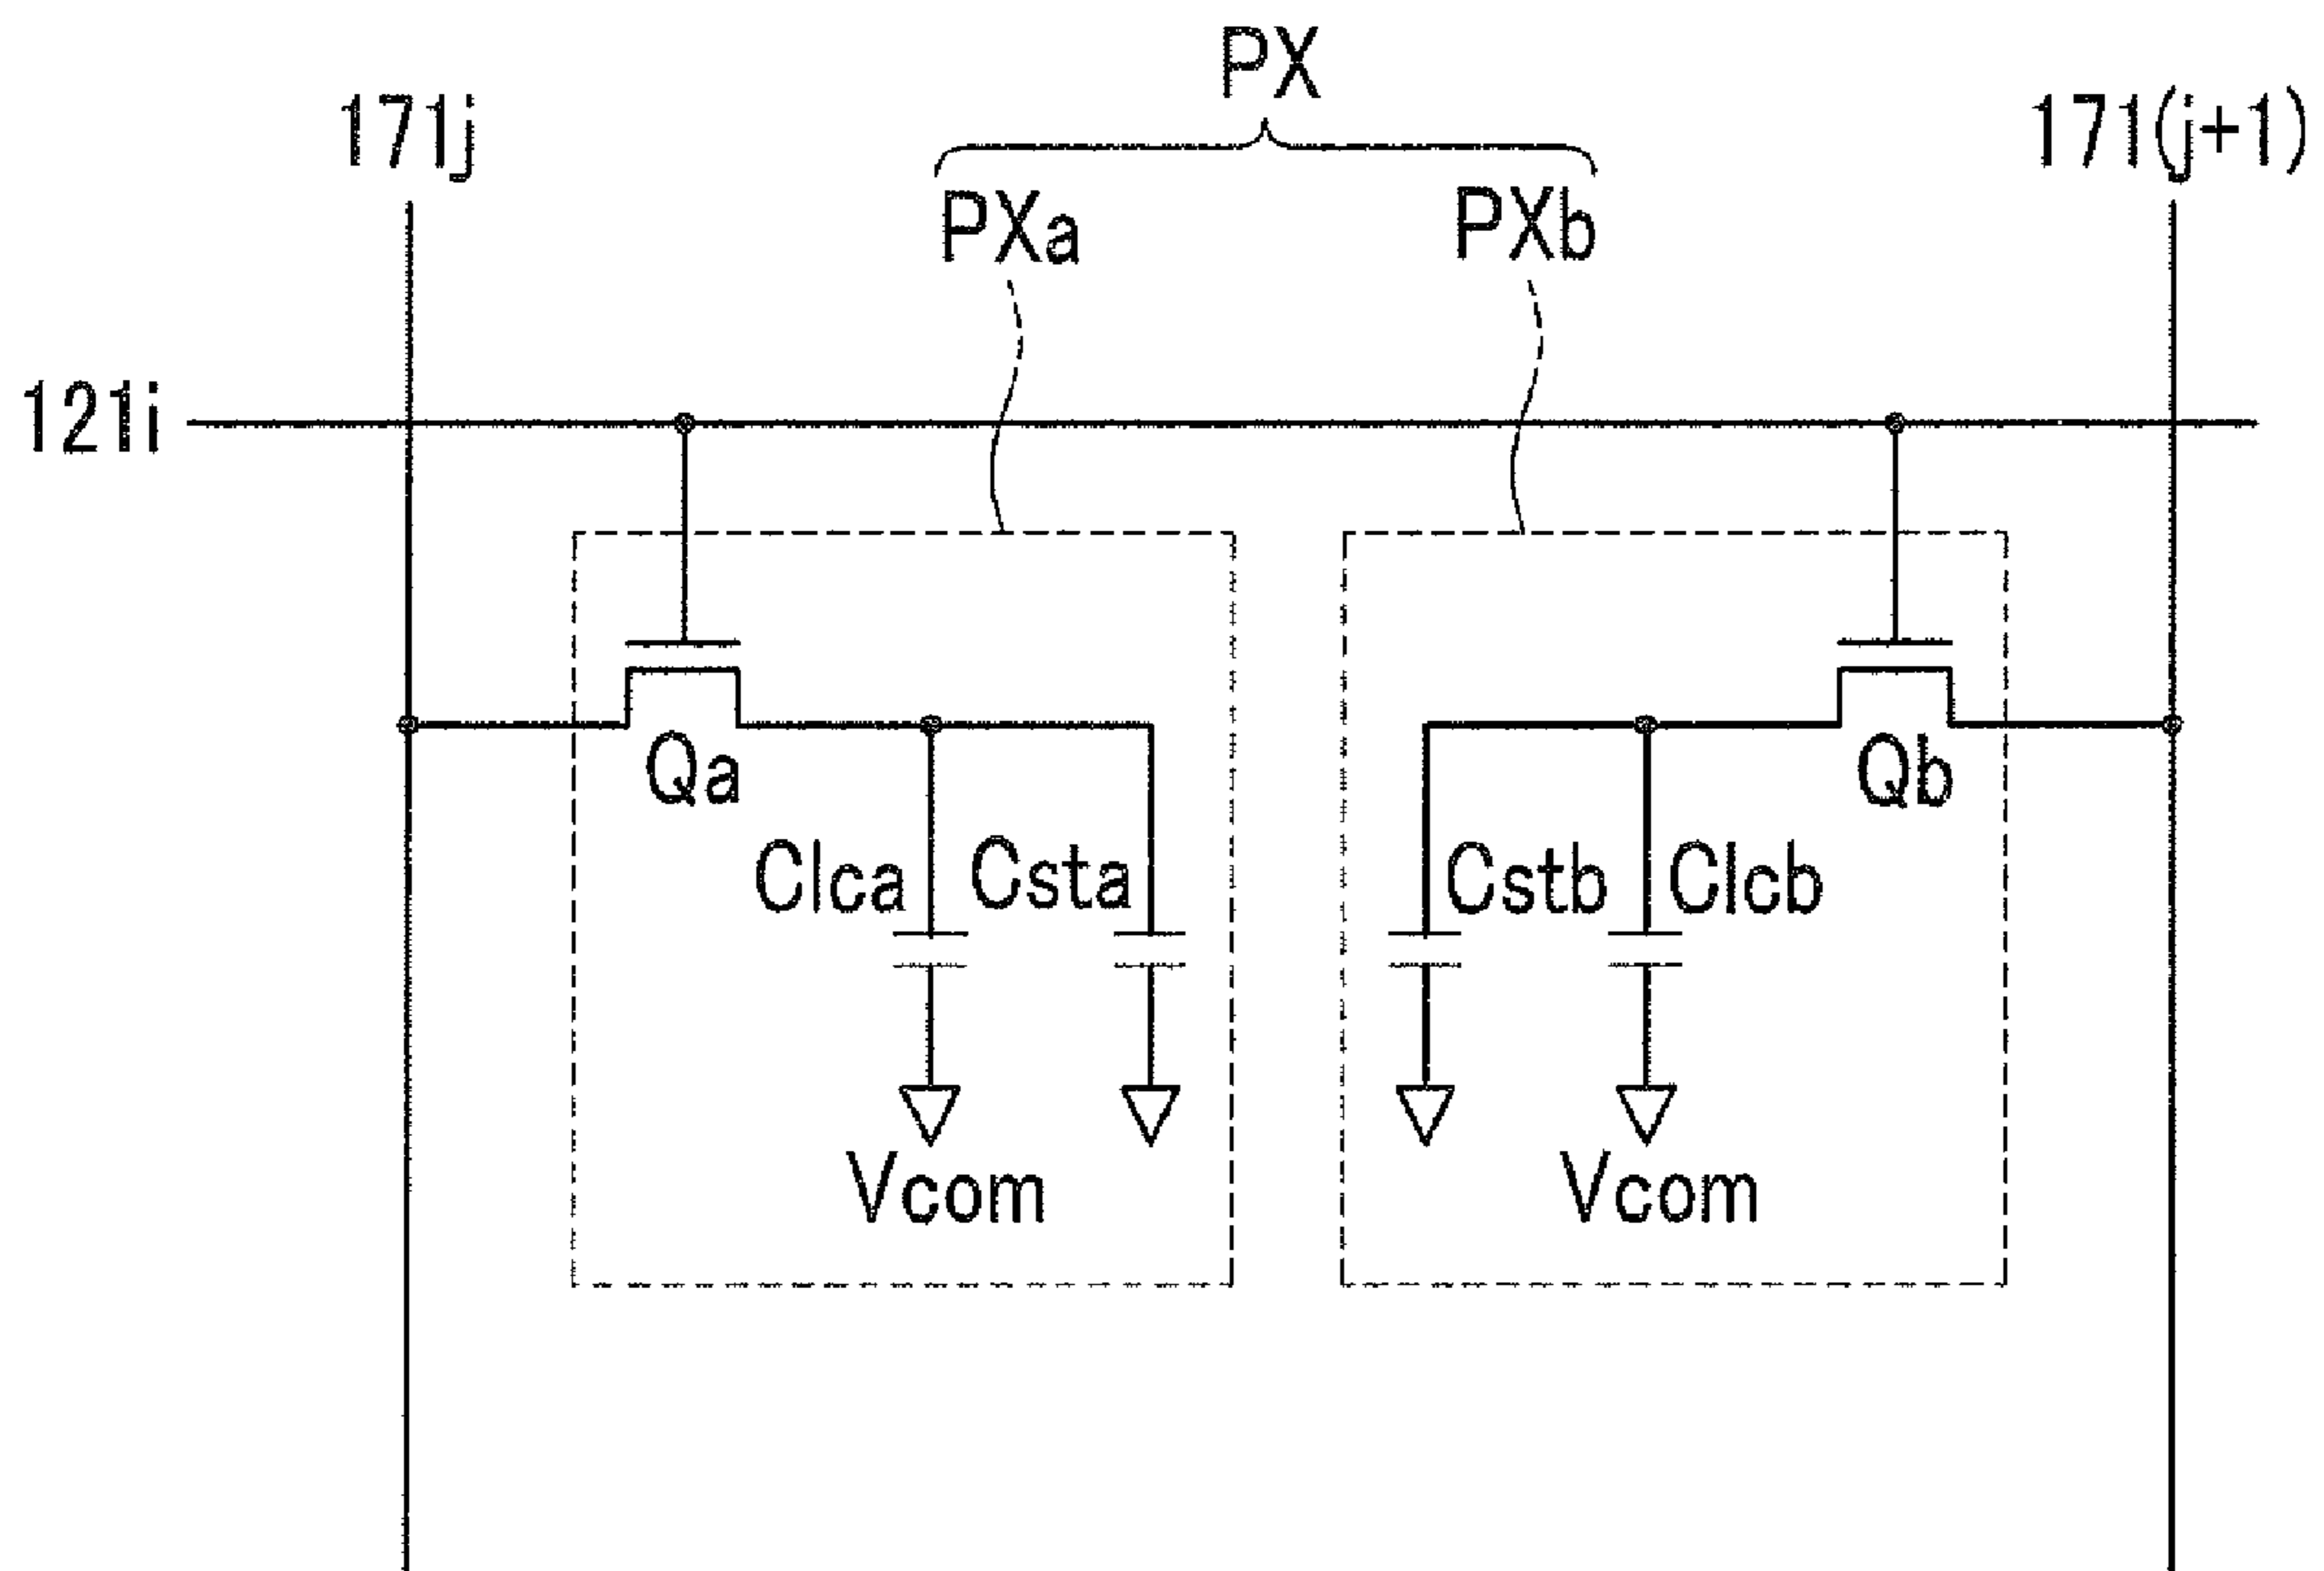 PX
171j
171(j+1)
PXa PXb
121i
Qa Qb
Clca Csta Cstb Clcb
Vcom Vcom